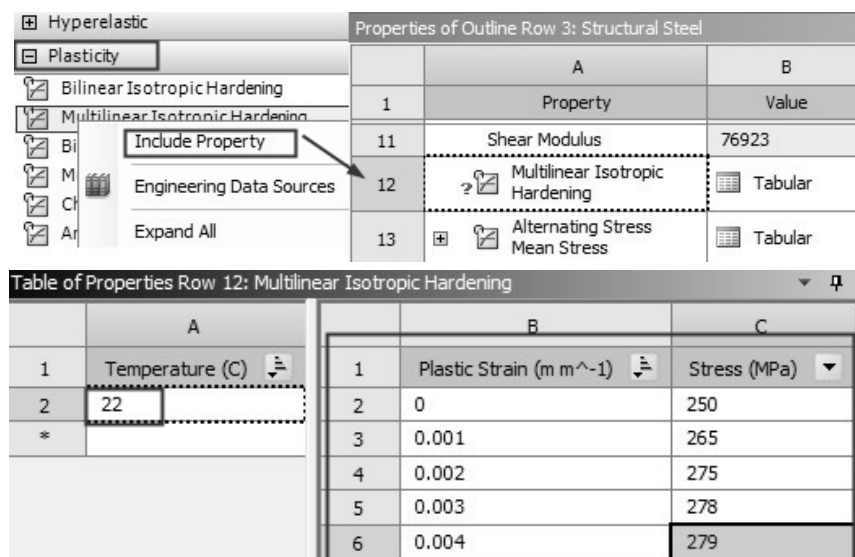 Hyperelastic
Plasticity
Bilinear Isotropic Hardening
Multilinear Isotropic Hardening
Bi
Include Property
M
Engineering Data Sources
Ch
Ar
Expand All
Properties of Outline Row 3: Structural Steel
A B
1 Property Value
11 Shear Modulus 76923
12 ? Multilinear Isotropic Hardening Tabular
13 Alternating Stress Mean Stress Tabular
Table of Properties Row 12: Multilinear Isotropic Hardening
A
1 Temperature (C)
2 22
*
B C
1 Plastic Strain (m m^-1) Stress (MPa)
2 0 250
3 0.001 265
4 0.002 275
5 0.003 278
6 0.004 279